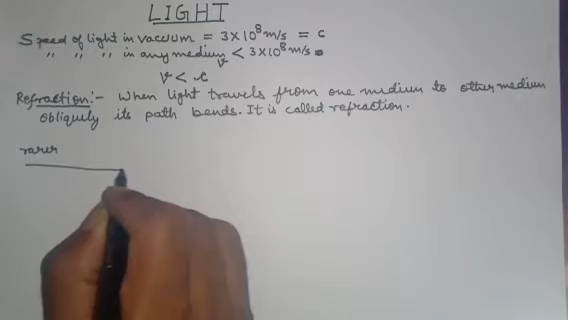 LIGHT
Speed of light in vacuum = 3×10⁸ m/s = c
" " " in any medium < 3×10⁸ m/s
v
v < c
Refraction:- When light travels from one medium to other medium
obliquely its path bends. It is called refraction.
rarer